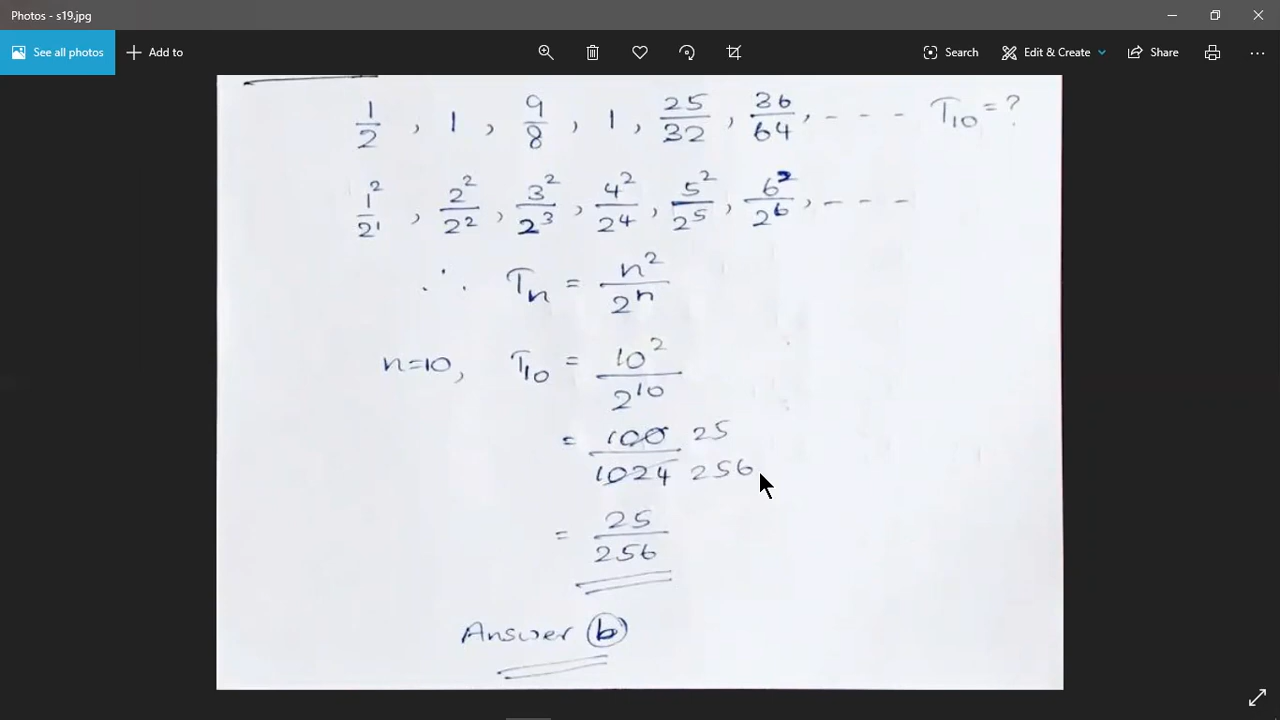 Photos - s19.jpg
See all photos
Add to
Search
Edit & Create
Share
1/2 , 1 , 9/8 , 1 , 25/32 , 36/64 , - - - - T₁₀ = ?
1²/2¹ , 2²/2² , 3²/2³ , 4²/2⁴ , 5²/2⁵ , 6²/2⁶ , - - - -
∴ Tₙ = n²/2ⁿ
n=10, T₁₀ = 10²/2¹⁰
= 100/1024 25/256
= 25/256
Answer (b)